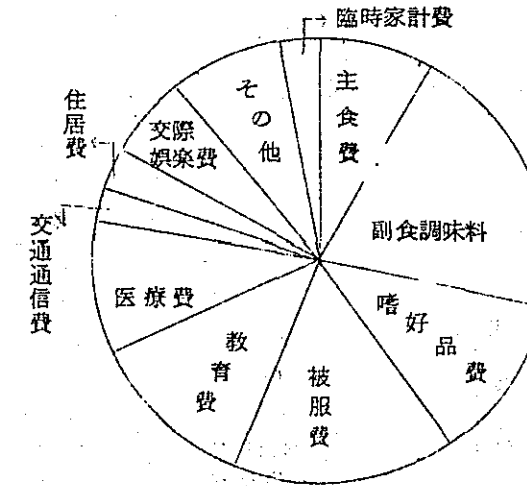 臨時家計費
主食費
副食調味料
嗜好品費
被服費
教育費
医療費
交通通信費
住居費
交際
娯楽費
その他